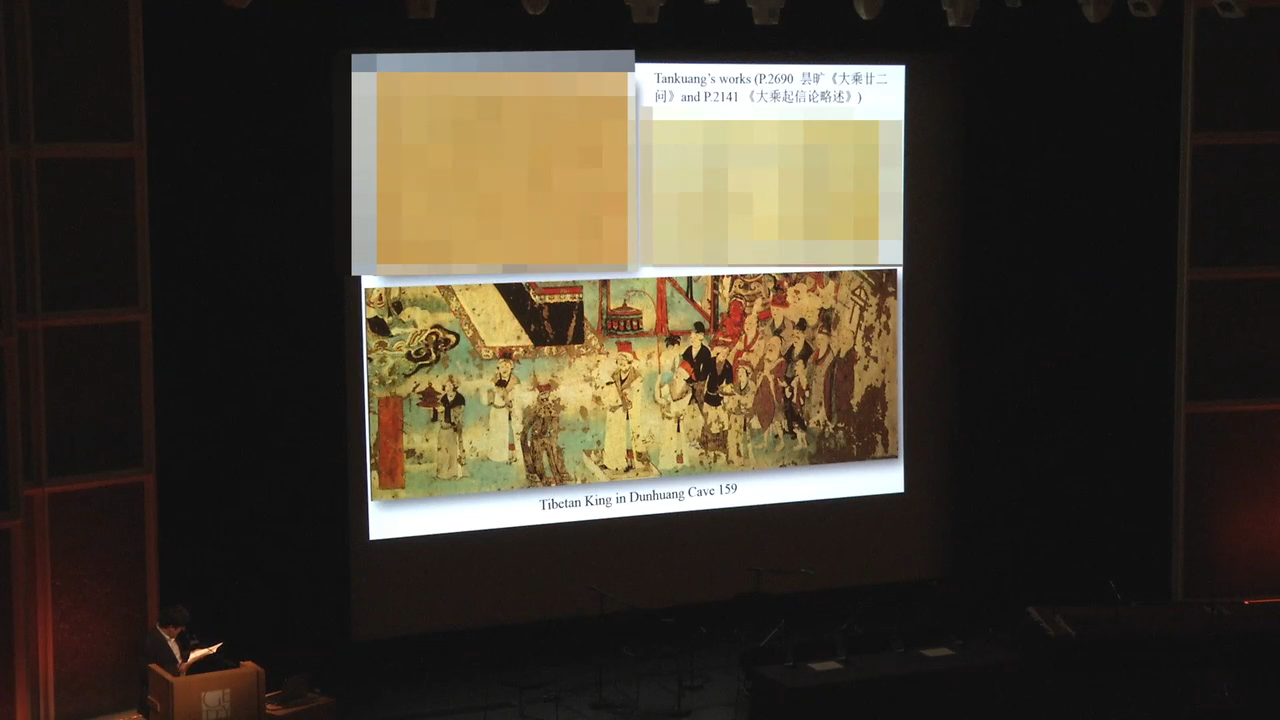 Tankuang's works (P.2690 昙旷《大乘廿二
问》and P.2141 《大乘起信论略述》)
Tibetan King in Dunhuang Cave 159